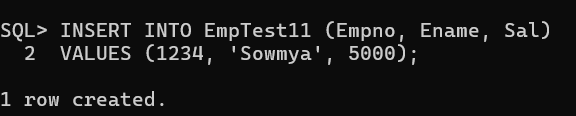 SQL> INSERT INTO EmpTest11 (Empno, Ename, Sal)
  2  VALUES (1234, 'Sowmya', 5000);
1 row created.